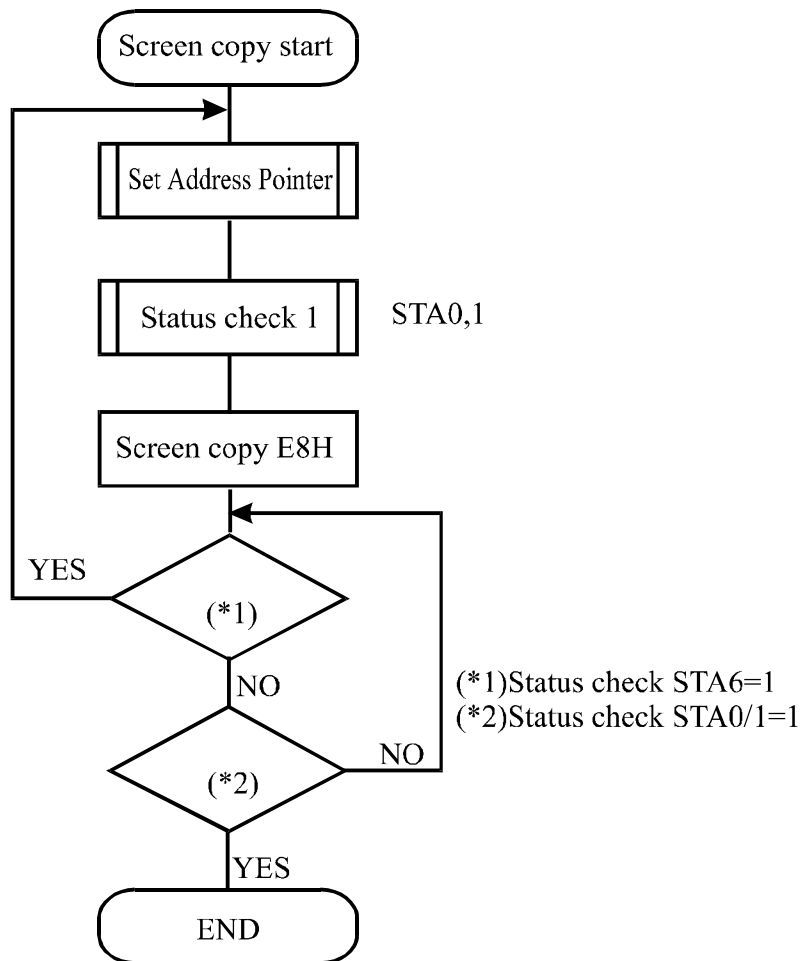 Screen copy start
Set Address Pointer
Status check 1
STA0,1
Screen copy E8H
YES
(*1)
NO
(*1)Status check STA6=1
(*2)Status check STA0/1=1
(*2)
NO
YES
END